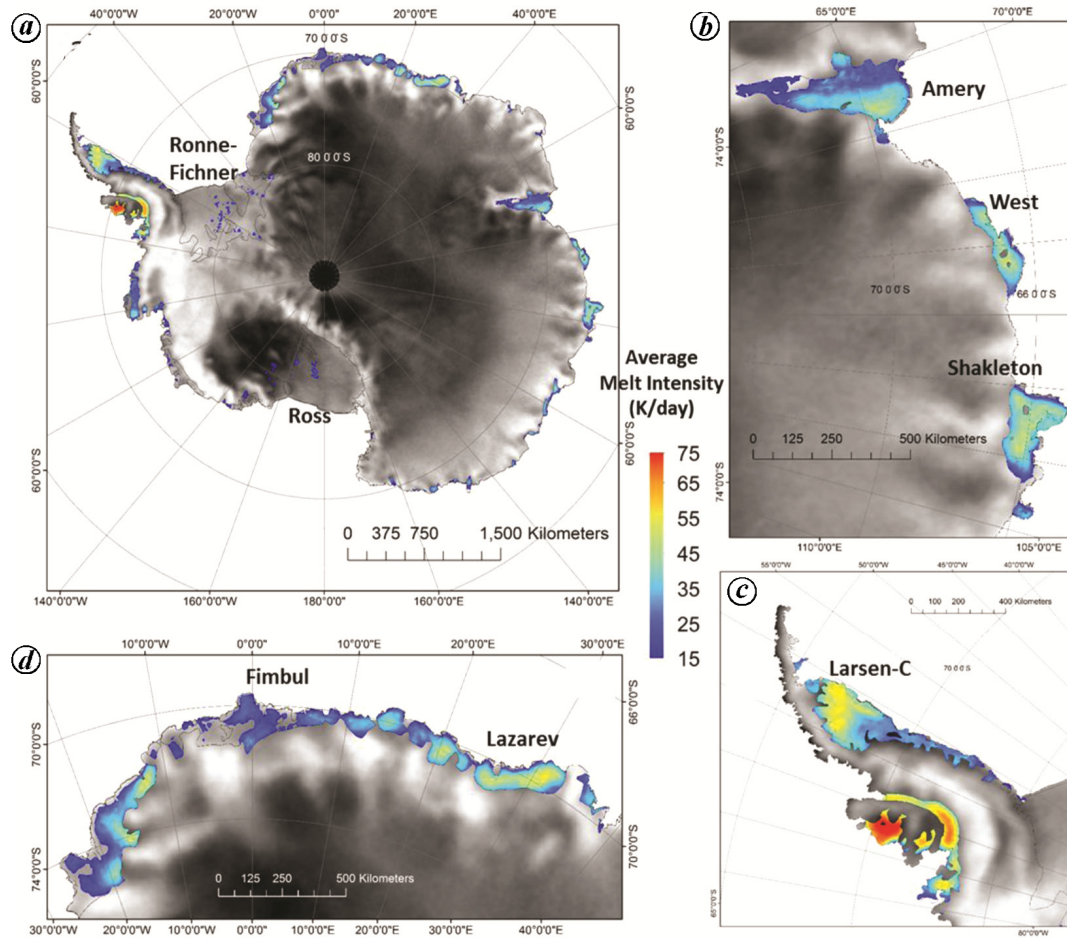 a
40°0'0"W
20°0'0"W
0°0'0"
20°0'0"E
40°0'0"E
70°0'0"S
60°0'0"S
60°0'0"S
Ronne-
Fichner
80°0'0"S
Ross
60°0'0"S
60°0'0"S
0 375 750 1,500 Kilometers
140°0'0"W
160°0'0"W
180°0'0"W
160°0'0"E
140°0'0"E
Average
Melt Intensity
(K/day)
75
65
55
45
35
25
15
b
65°0'0"E
70°0'0"E
Amery
74°0'0"S
West
70°0'0"S
66°0'0"S
Shakleton
0 125 250 500 Kilometers
74°0'0"S
110°0'0"E
105°0'0"E
c
55°0'0"W
50°0'0"W
45°0'0"W
40°0'0"W
0 100 200 400 Kilometers
Larsen-C
70°0'0"S
65°0'0"S
80°0'0"W
d
10°0'0"W
0°0'0"E
10°0'0"E
20°0'0"E
30°0'0"E
Fimbul
66°0'0"S
70°0'0"S
Lazarev
74°0'0"S
70°0'0"S
0 125 250 500 Kilometers
30°0'0"W
20°0'0"W
10°0'0"W
0°0'0"E
10°0'0"E
20°0'0"E
30°0'0"E
40°0'0"E